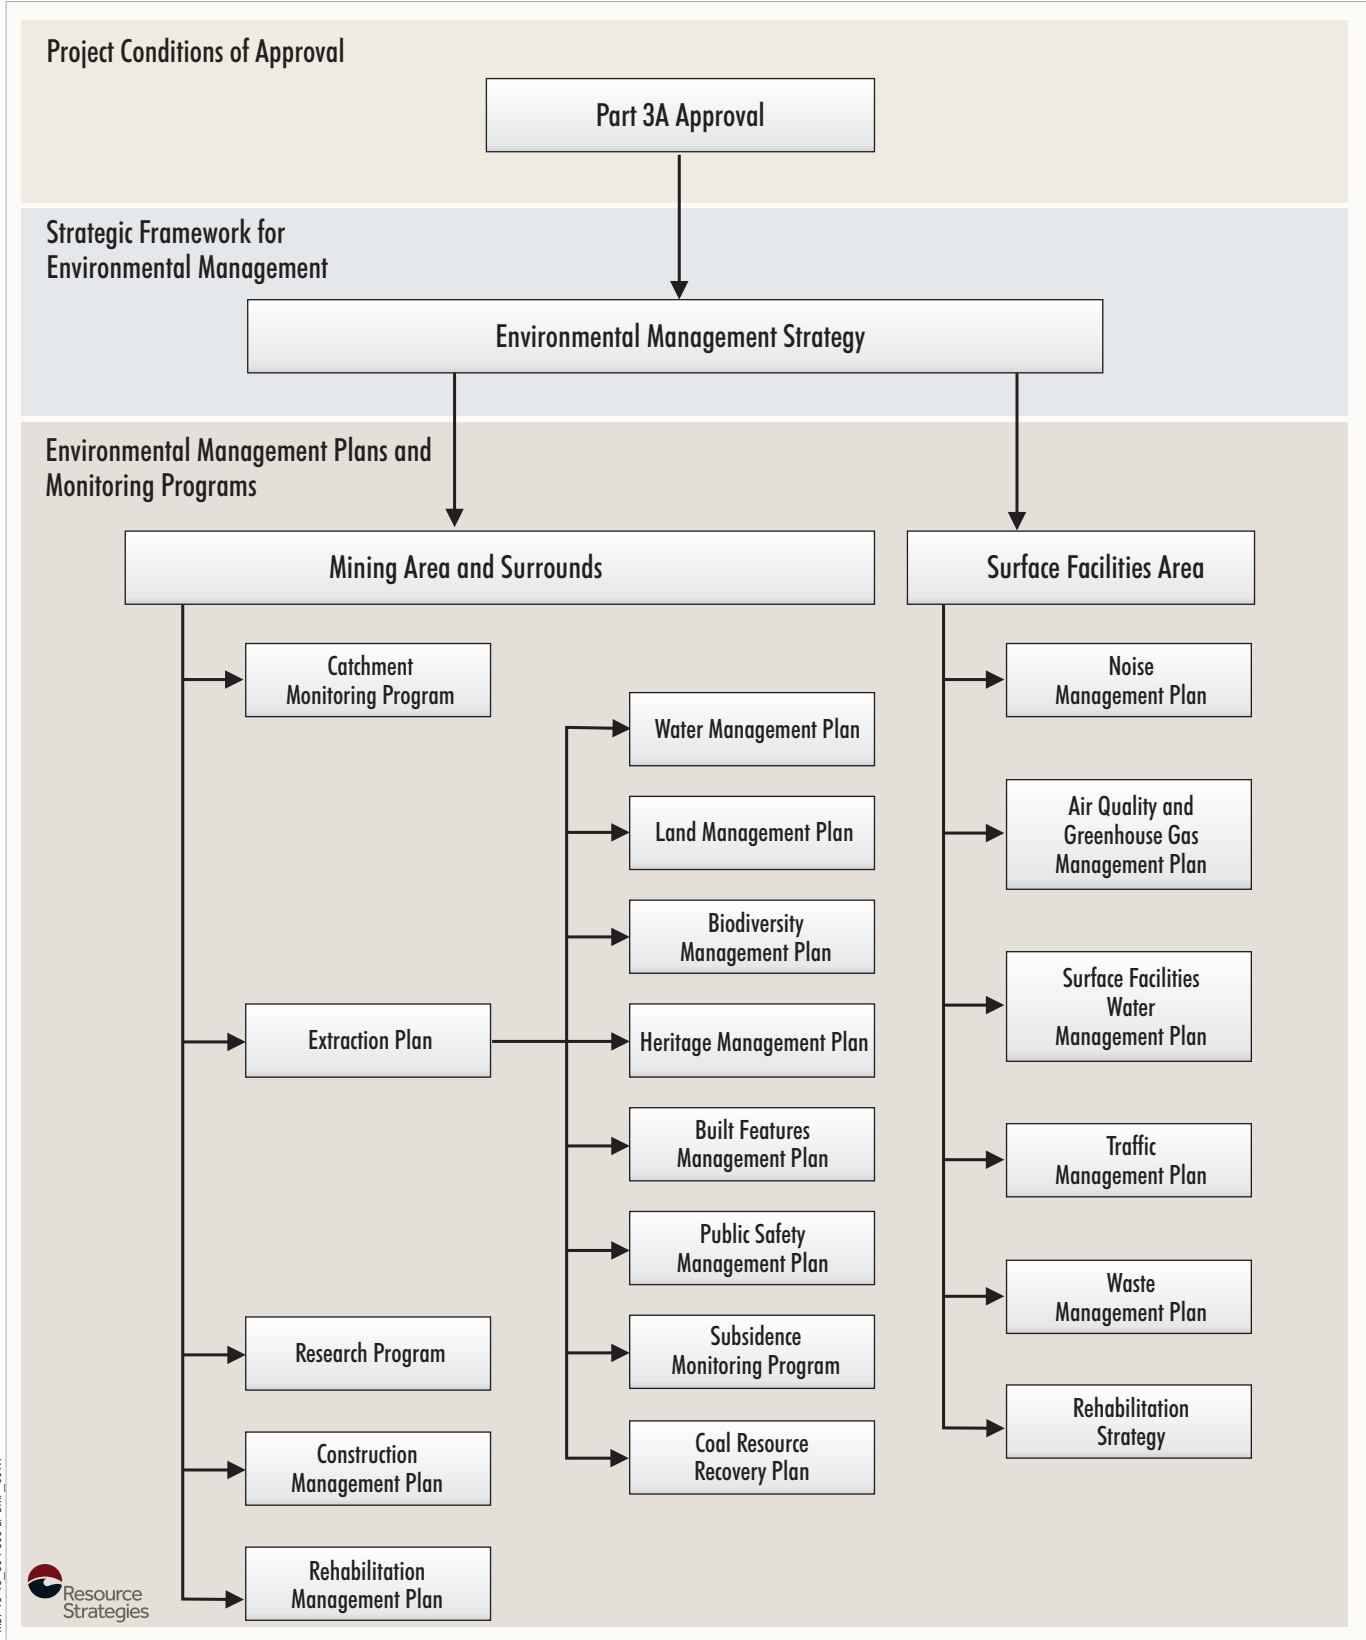 Project Conditions of Approval
Part 3A Approval
Strategic Framework for
Environmental Management
Environmental Management Strategy
Environmental Management Plans and
Monitoring Programs
Mining Area and Surrounds
Catchment
Monitoring Program
Extraction Plan
Water Management Plan
Land Management Plan
Biodiversity
Management Plan
Heritage Management Plan
Built Features
Management Plan
Public Safety
Management Plan
Subsidence
Monitoring Program
Coal Resource
Recovery Plan
Research Program
Construction
Management Plan
Rehabilitation
Management Plan
Surface Facilities Area
Noise
Management Plan
Air Quality and
Greenhouse Gas
Management Plan
Surface Facilities
Water
Management Plan
Traffic
Management Plan
Waste
Management Plan
Rehabilitation
Strategy
Resource
Strategies